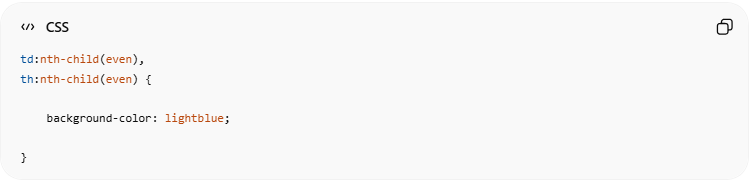 </> CSS
td:nth-child(even),
th:nth-child(even) {
    background-color: lightblue;
}